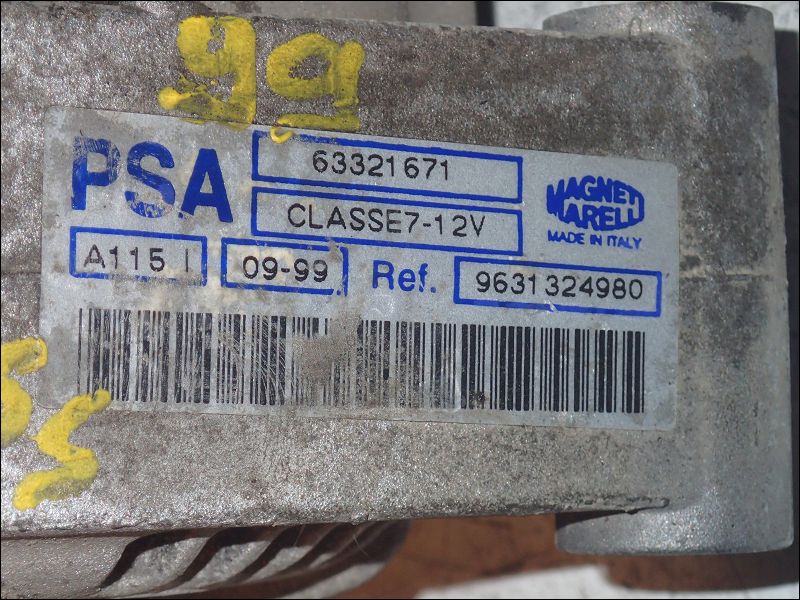 99
PSA
63321671
CLASSE7-12V
MAGNETI
MARELLI
MADE IN ITALY
A115 I
09-99
Ref.
9631324980